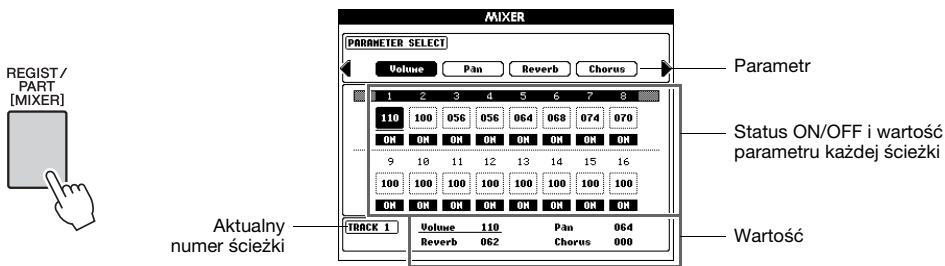 MIXER
PARAMETER SELECT
Volume Pan Reverb Chorus
Parametr
REGIST/
PART
[MIXER]
1 2 3 4 5 6 7 8
110 100 056 056 064 068 074 070
ON ON ON ON ON ON ON ON
Status ON/OFF i wartość
parametru każdej ścieżki
9 10 11 12 13 14 15 16
100 100 100 100 100 100 100 100
ON ON ON ON ON ON ON ON
Aktualny
numer ścieżki
TRACK 1
Volume 110 Pan 064
Reverb 062 Chorus 000
Wartość